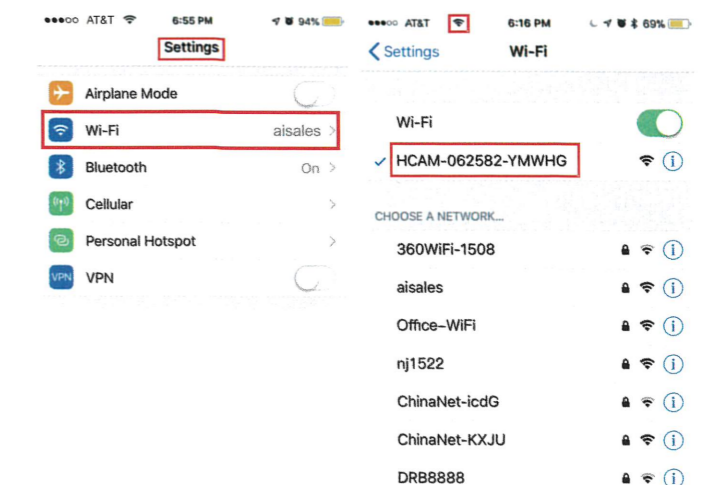 AT&T 6:55 PM 94%
Settings
Airplane Mode
Wi-Fi aisales
Bluetooth On
Cellular
Personal Hotspot
VPN VPN
AT&T 6:16 PM 69%
Settings Wi-Fi
Wi-Fi
HCAM-062582-YMWHG
CHOOSE A NETWORK...
360WiFi-1508
aisales
Office-WiFi
nj1522
ChinaNet-icdG
ChinaNet-KXJU
DRB8888